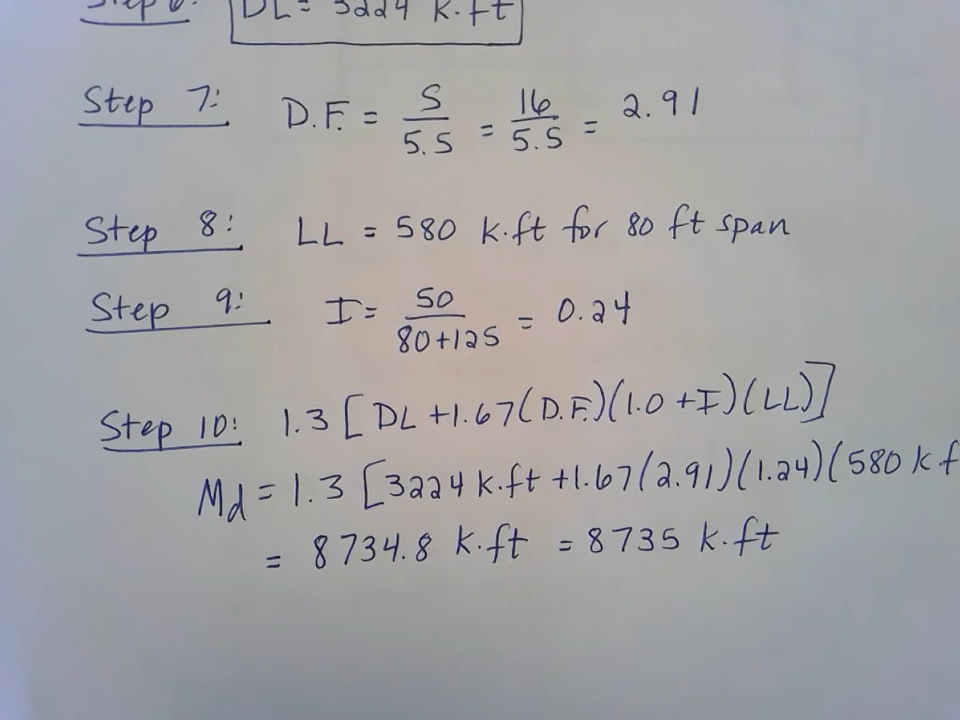 Step 6: DL = 3224 k.ft
Step 7: D.F. = S/5.5 = 16/5.5 = 2.91
Step 8: LL = 580 k.ft for 80 ft span
Step 9: I = 50/80+125 = 0.24
Step 10: 1.3 [DL +1.67(D.F.)(1.0 +I)(LL)]
Md = 1.3 [3224 k.ft +1.67(2.91)(1.24)(580 k.f
= 8734.8 k.ft = 8735 k.ft